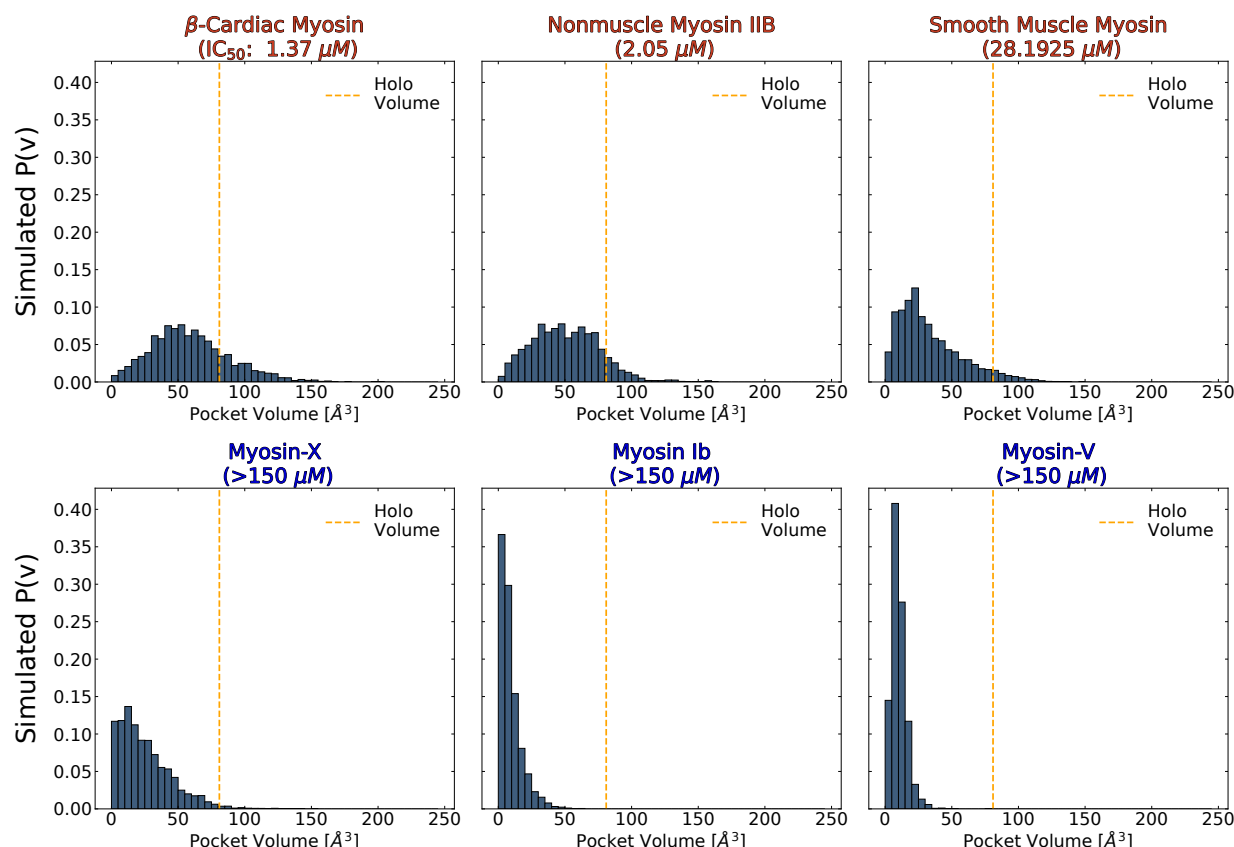 β-Cardiac Myosin
(IC50: 1.37 μM)
Nonmuscle Myosin IIB
(2.05 μM)
Smooth Muscle Myosin
(28.1925 μM)
Simulated P(v)
0.40
0.35
0.30
0.25
0.20
0.15
0.10
0.05
0.00
Holo
Volume
0 50 100 150 200 250
Pocket Volume [Å³]
Holo
Volume
0 50 100 150 200 250
Pocket Volume [Å³]
Holo
Volume
0 50 100 150 200 250
Pocket Volume [Å³]
Myosin-X
(>150 μM)
Myosin Ib
(>150 μM)
Myosin-V
(>150 μM)
Simulated P(v)
0.40
0.35
0.30
0.25
0.20
0.15
0.10
0.05
0.00
Holo
Volume
0 50 100 150 200 250
Pocket Volume [Å³]
Holo
Volume
0 50 100 150 200 250
Pocket Volume [Å³]
Holo
Volume
0 50 100 150 200 250
Pocket Volume [Å³]